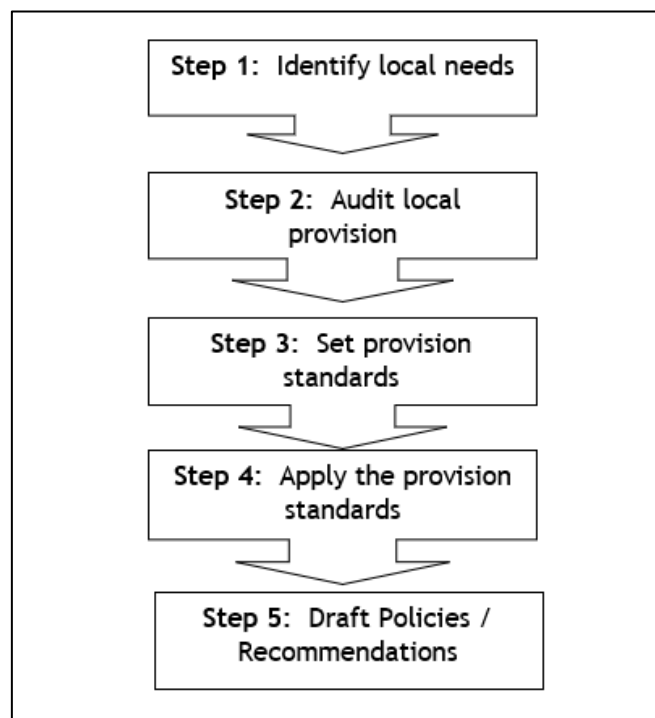 Step 1: Identify local needs
Step 2: Audit local
provision
Step 3: Set provision
standards
Step 4: Apply the provision
standards
Step 5: Draft Policies /
Recommendations